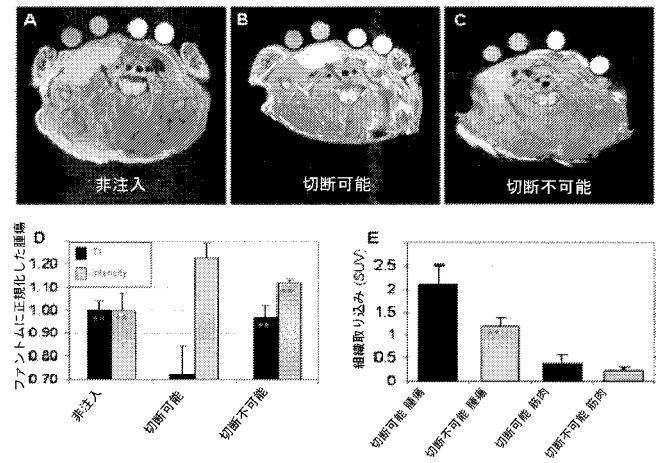 A
B
C
非注入
切断可能
切断不可能
D
T1
Intensity
ファントムに正規化した腫瘍
1.20
1.10
1.00
0.90
0.80
0.70
**
**
**
**
非注入
切断可能
切断不可能
E
組織取り込み (SUV)
2.5
2
1.5
1
0.5
0
**
切断可能 腫瘍
切断不可能 腫瘍
切断可能 筋肉
切断不可能 筋肉